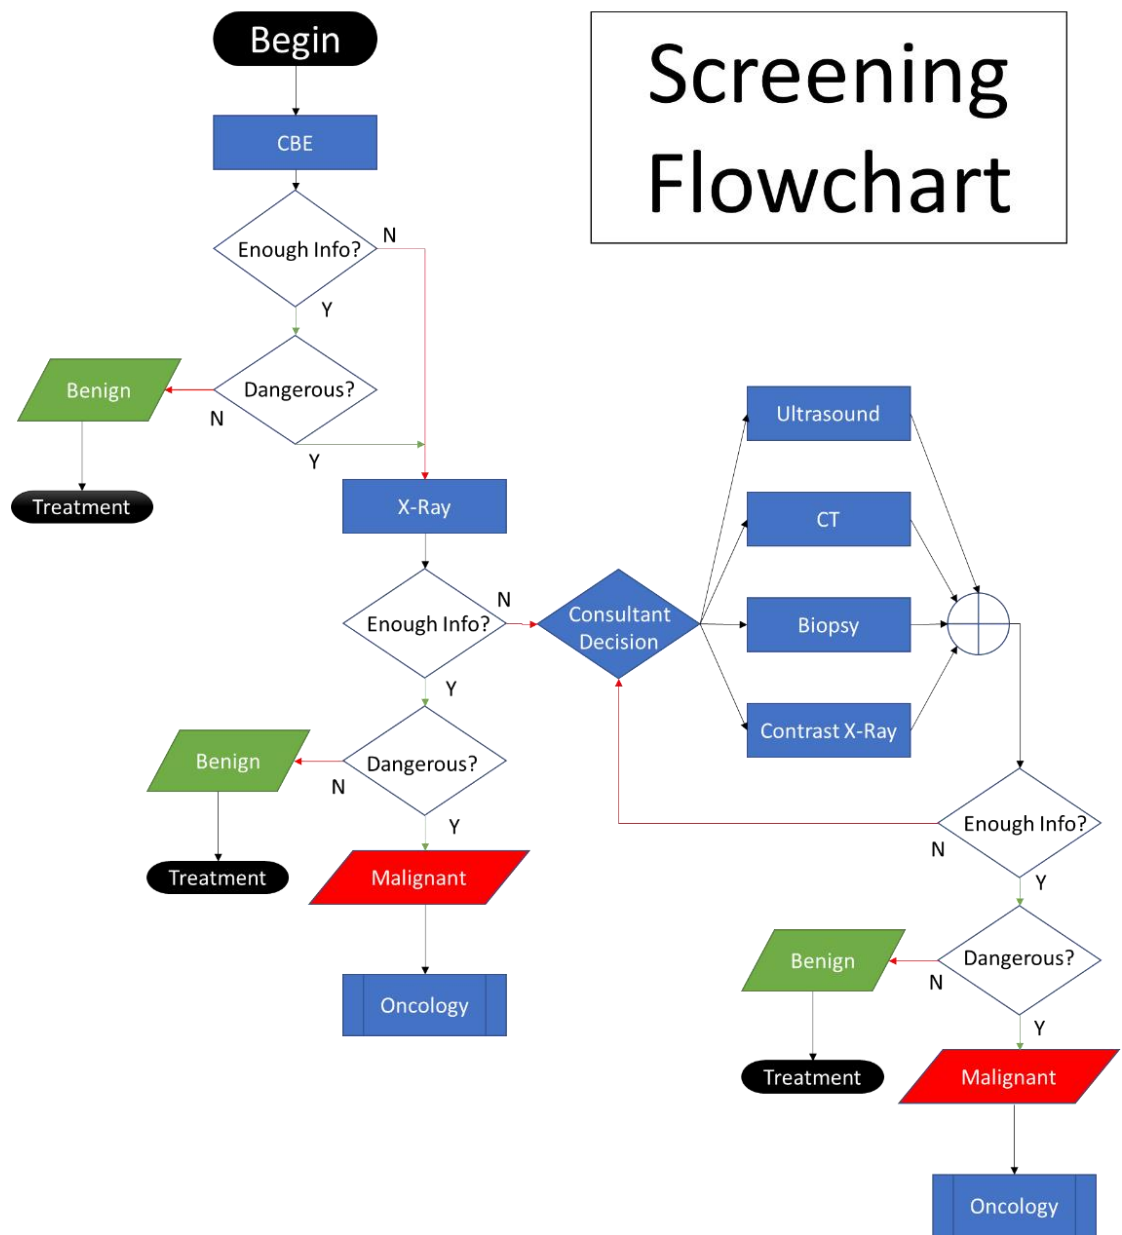 Begin
Screening
Flowchart
CBE
Enough Info?
N
Y
Dangerous?
Benign
N
Y
Treatment
X-Ray
Enough Info?
N
Y
Consultant
Decision
Ultrasound
CT
Biopsy
Contrast X-Ray
Dangerous?
Benign
N
Y
Treatment
Malignant
Oncology
Enough Info?
N
Y
Dangerous?
Benign
N
Y
Treatment
Malignant
Oncology